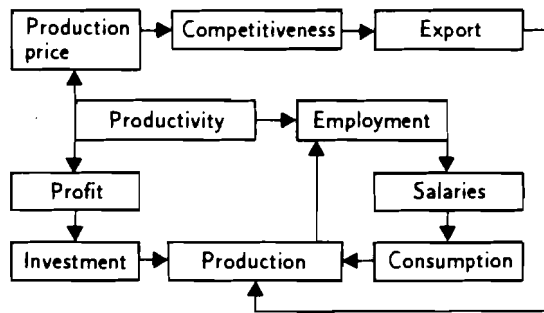 Production
price
Competitiveness
Export
Productivity
Employment
Profit
Salaries
Investment
Production
Consumption